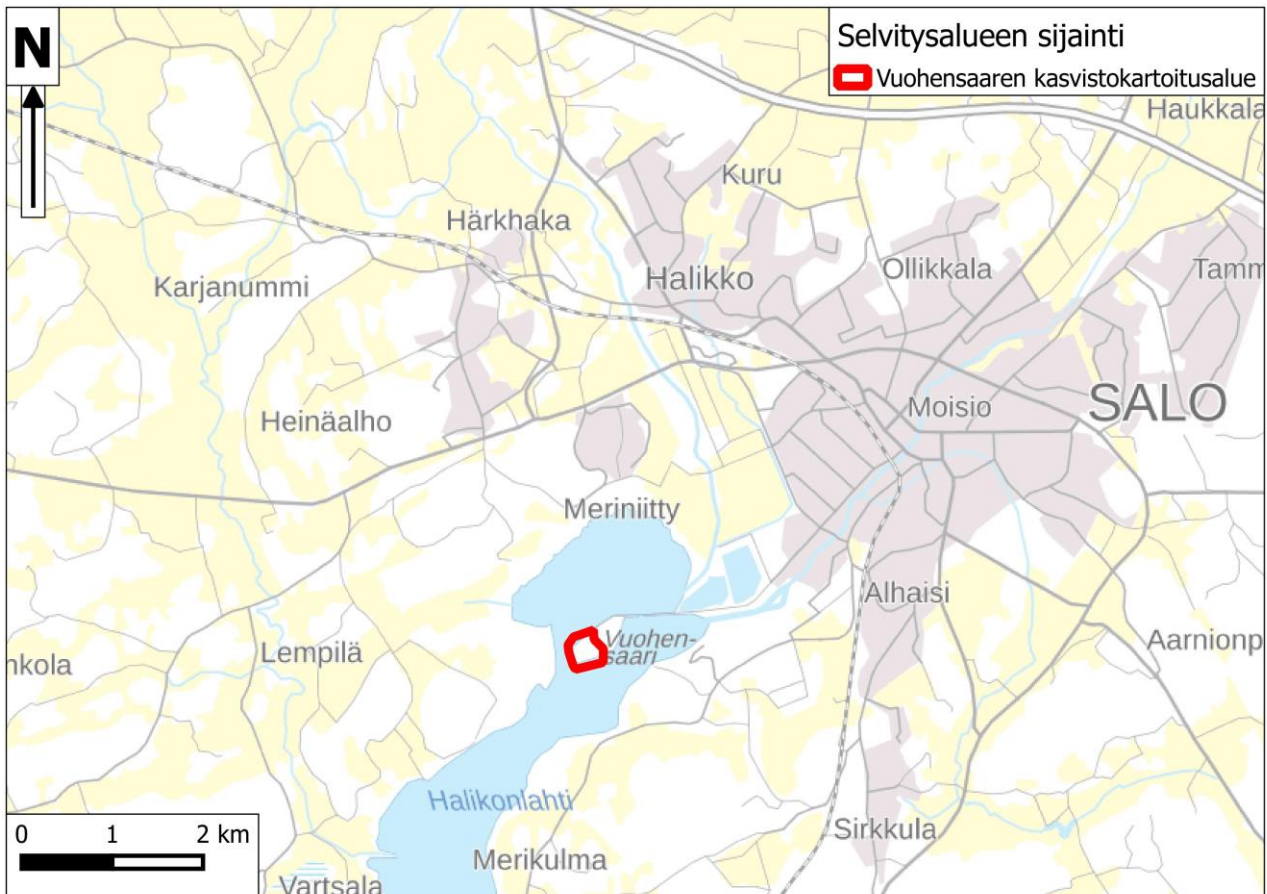 N
Selvitysalueen sijainti
Vuohensaaren kasvistokartoitusalue
Haukkala
Kuru
Härkhaka
Karjanummi
Halikko
Ollikkala
Tamm
SALO
Moisio
Heinäalho
Meriniitty
Alhaisi
Vuohen-
saari
Lempilä
Aarnionp
nkola
Halikonlahti
0 1 2 km
Sirkkula
Merikulma
Vartsala